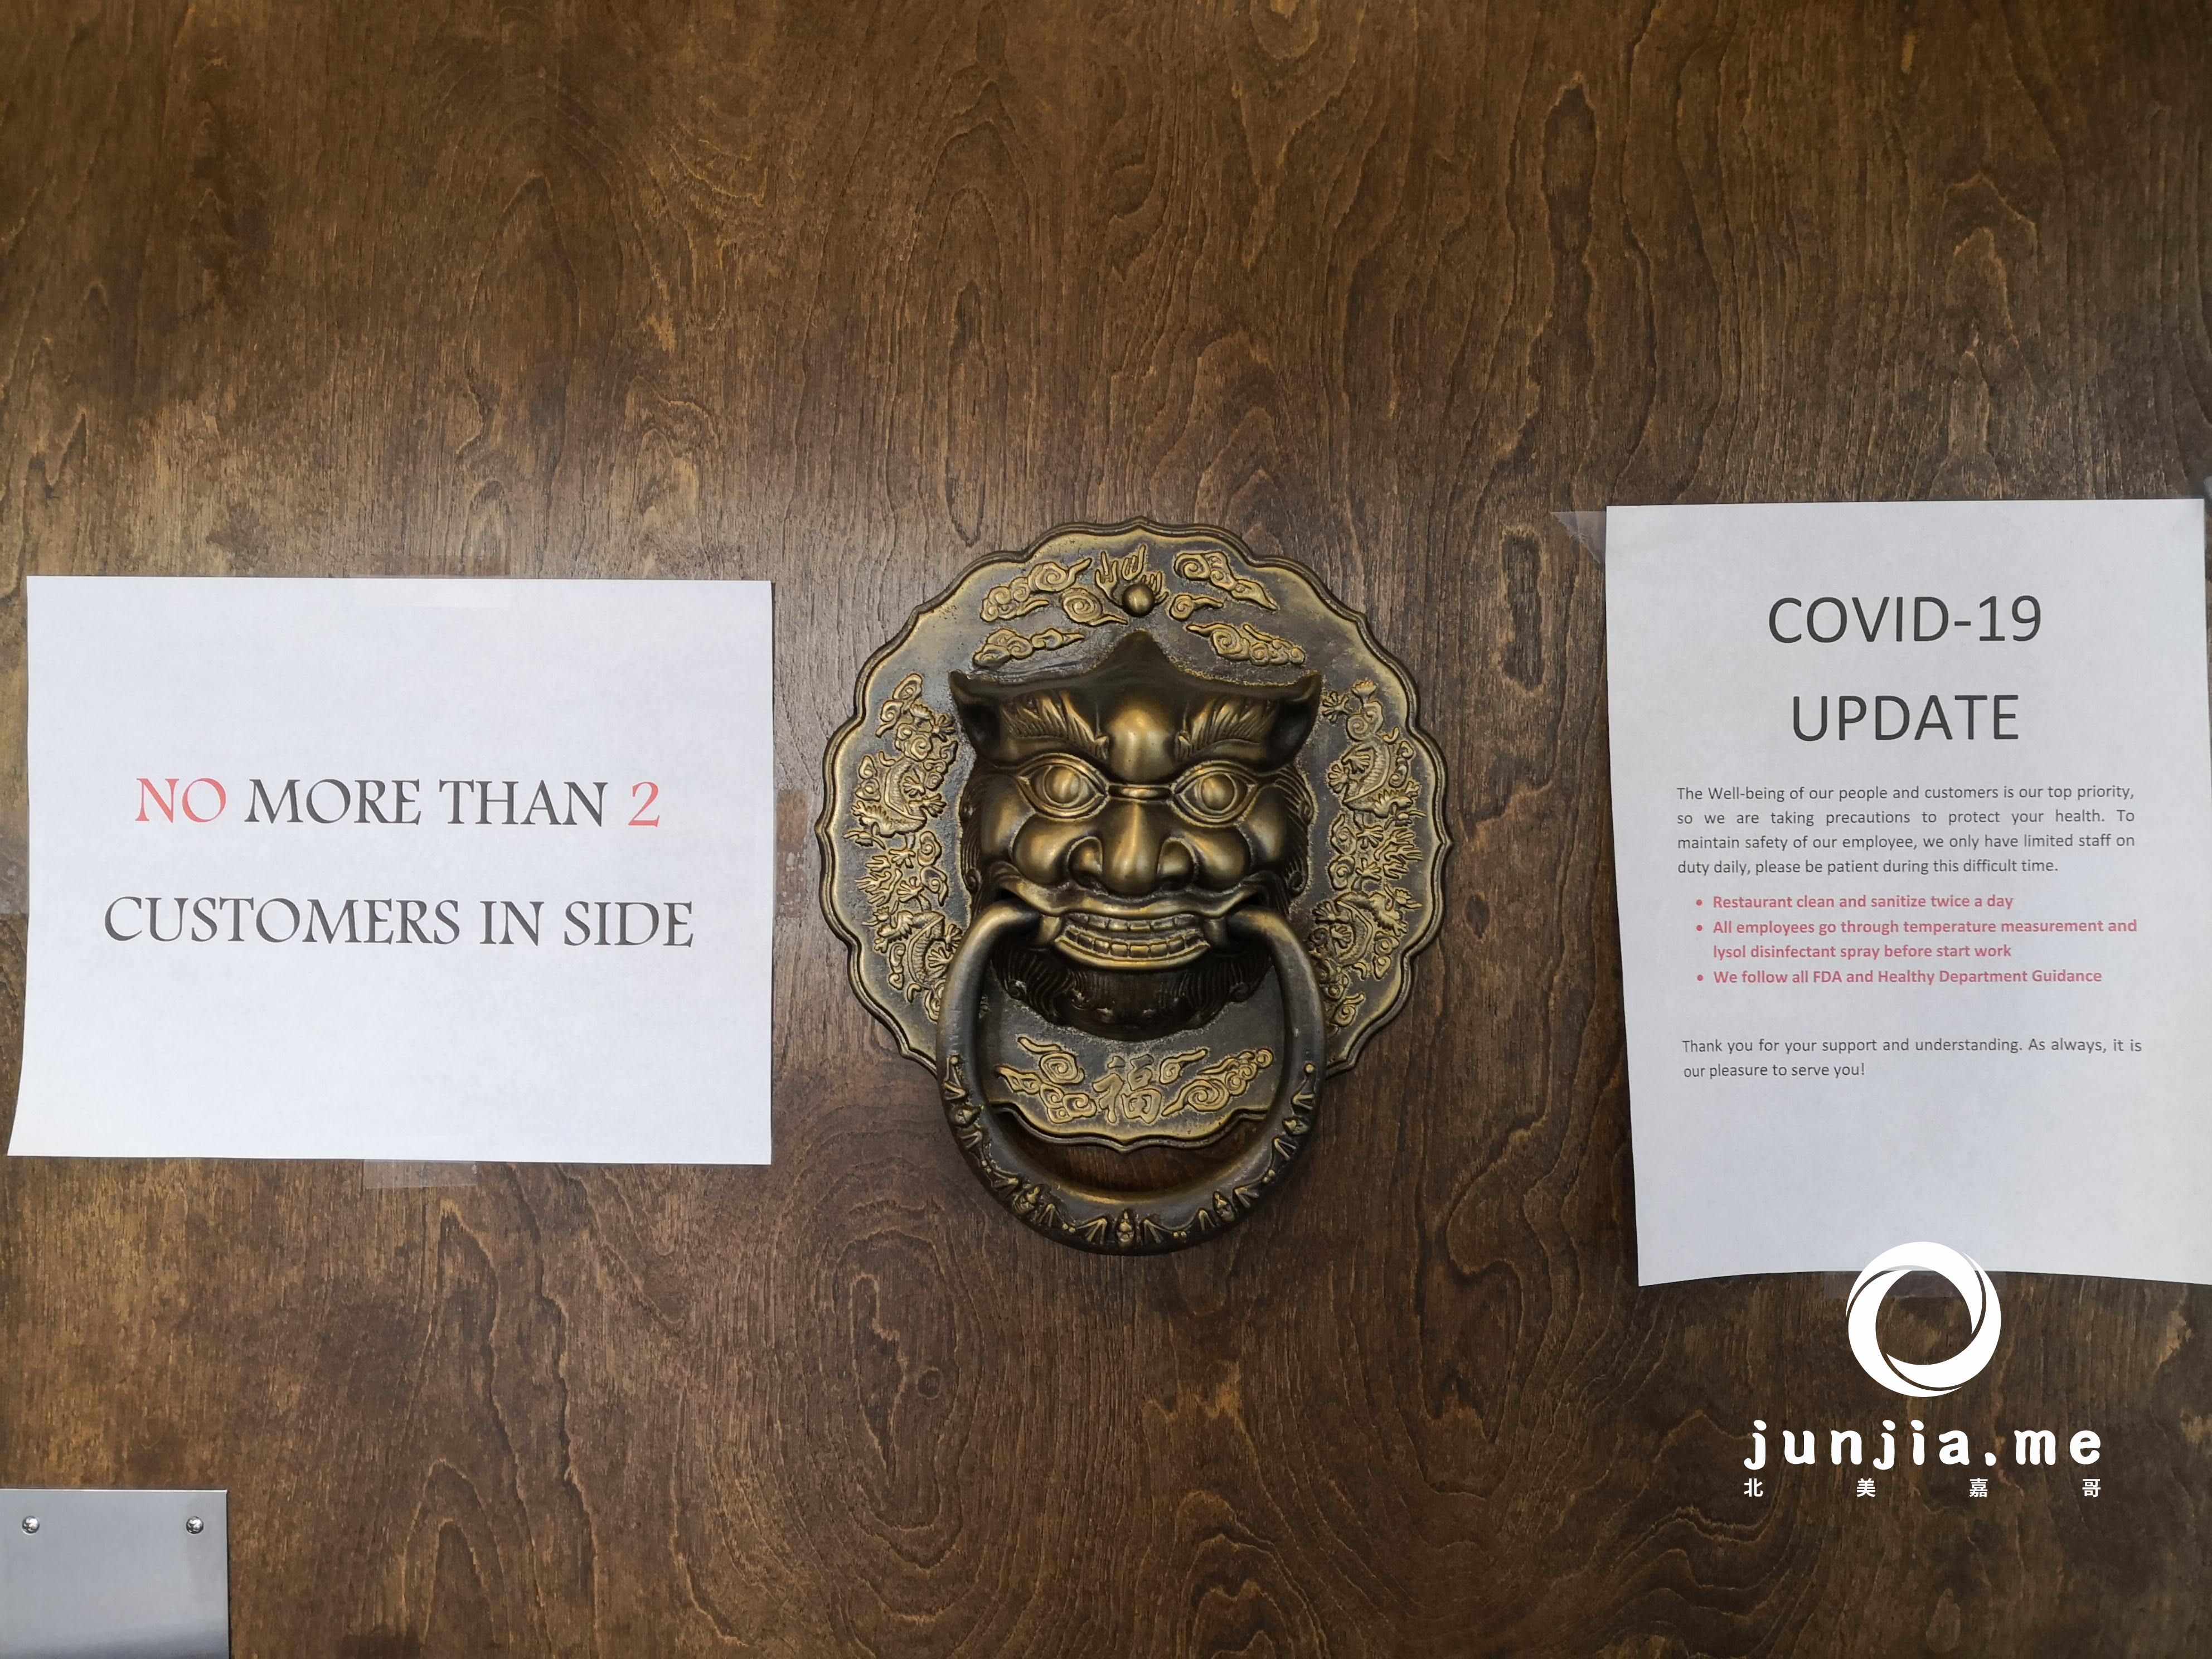 NO MORE THAN 2
CUSTOMERS IN SIDE
福
COVID-19
UPDATE
The Well-being of our people and customers is our top priority,
so we are taking precautions to protect your health. To
maintain safety of our employee, we only have limited staff on
duty daily, please be patient during this difficult time.
• Restaurant clean and sanitize twice a day
• All employees go through temperature measurement and
lysol disinfectant spray before start work
• We follow all FDA and Healthy Department Guidance
Thank you for your support and understanding. As always, it is
our pleasure to serve you!
junjia.me
北美嘉哥